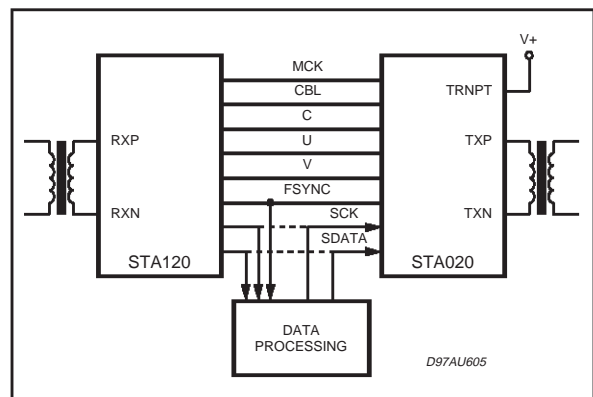 MCK
V+
CBL
TRNPT
C
RXP
U
TXP
V
FSYNC
RXN
SCK
TXN
SDATA
STA120
STA020
DATA
PROCESSING
D97AU605